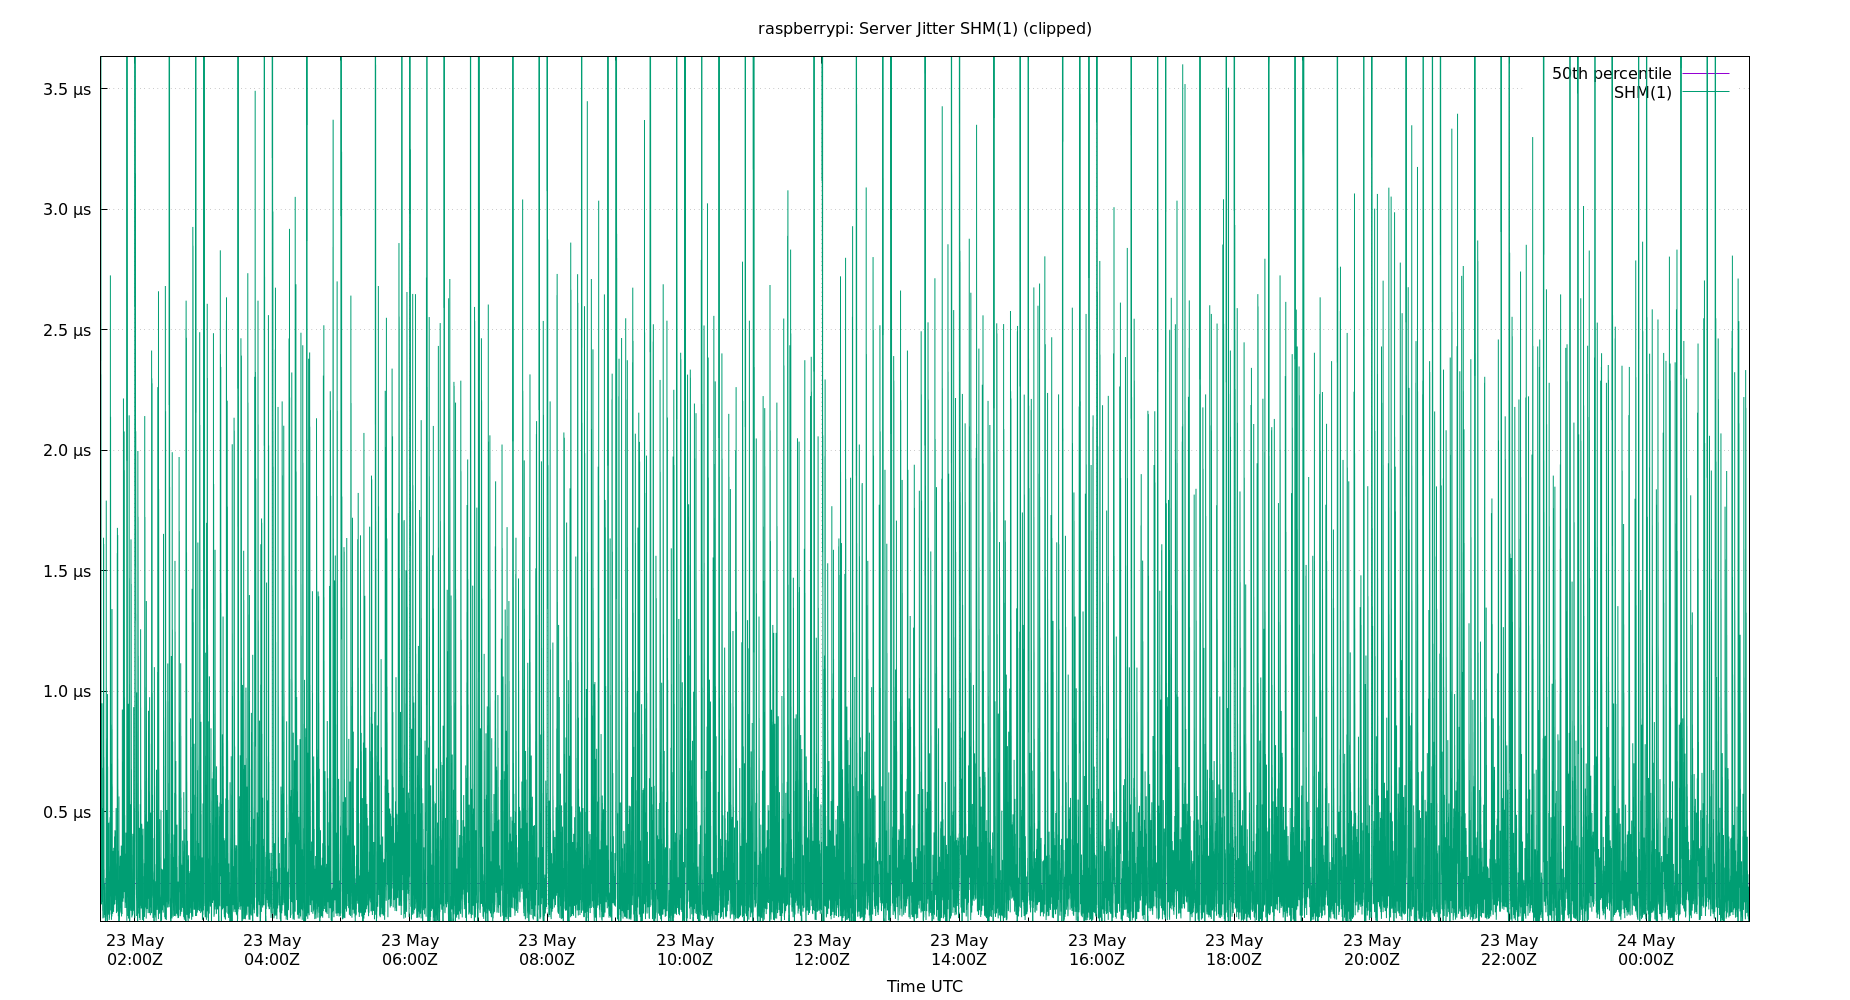 raspberrypi: Server Jitter SHM(1) (clipped)
50th percentile
SHM(1)
3.5 μs
3.0 μs
2.5 μs
2.0 μs
1.5 μs
1.0 μs
0.5 μs
23 May 23 May 23 May 23 May 23 May 23 May 23 May 23 May 23 May 23 May 23 May 24 May
02:00Z 04:00Z 06:00Z 08:00Z 10:00Z 12:00Z 14:00Z 16:00Z 18:00Z 20:00Z 22:00Z 00:00Z
Time UTC